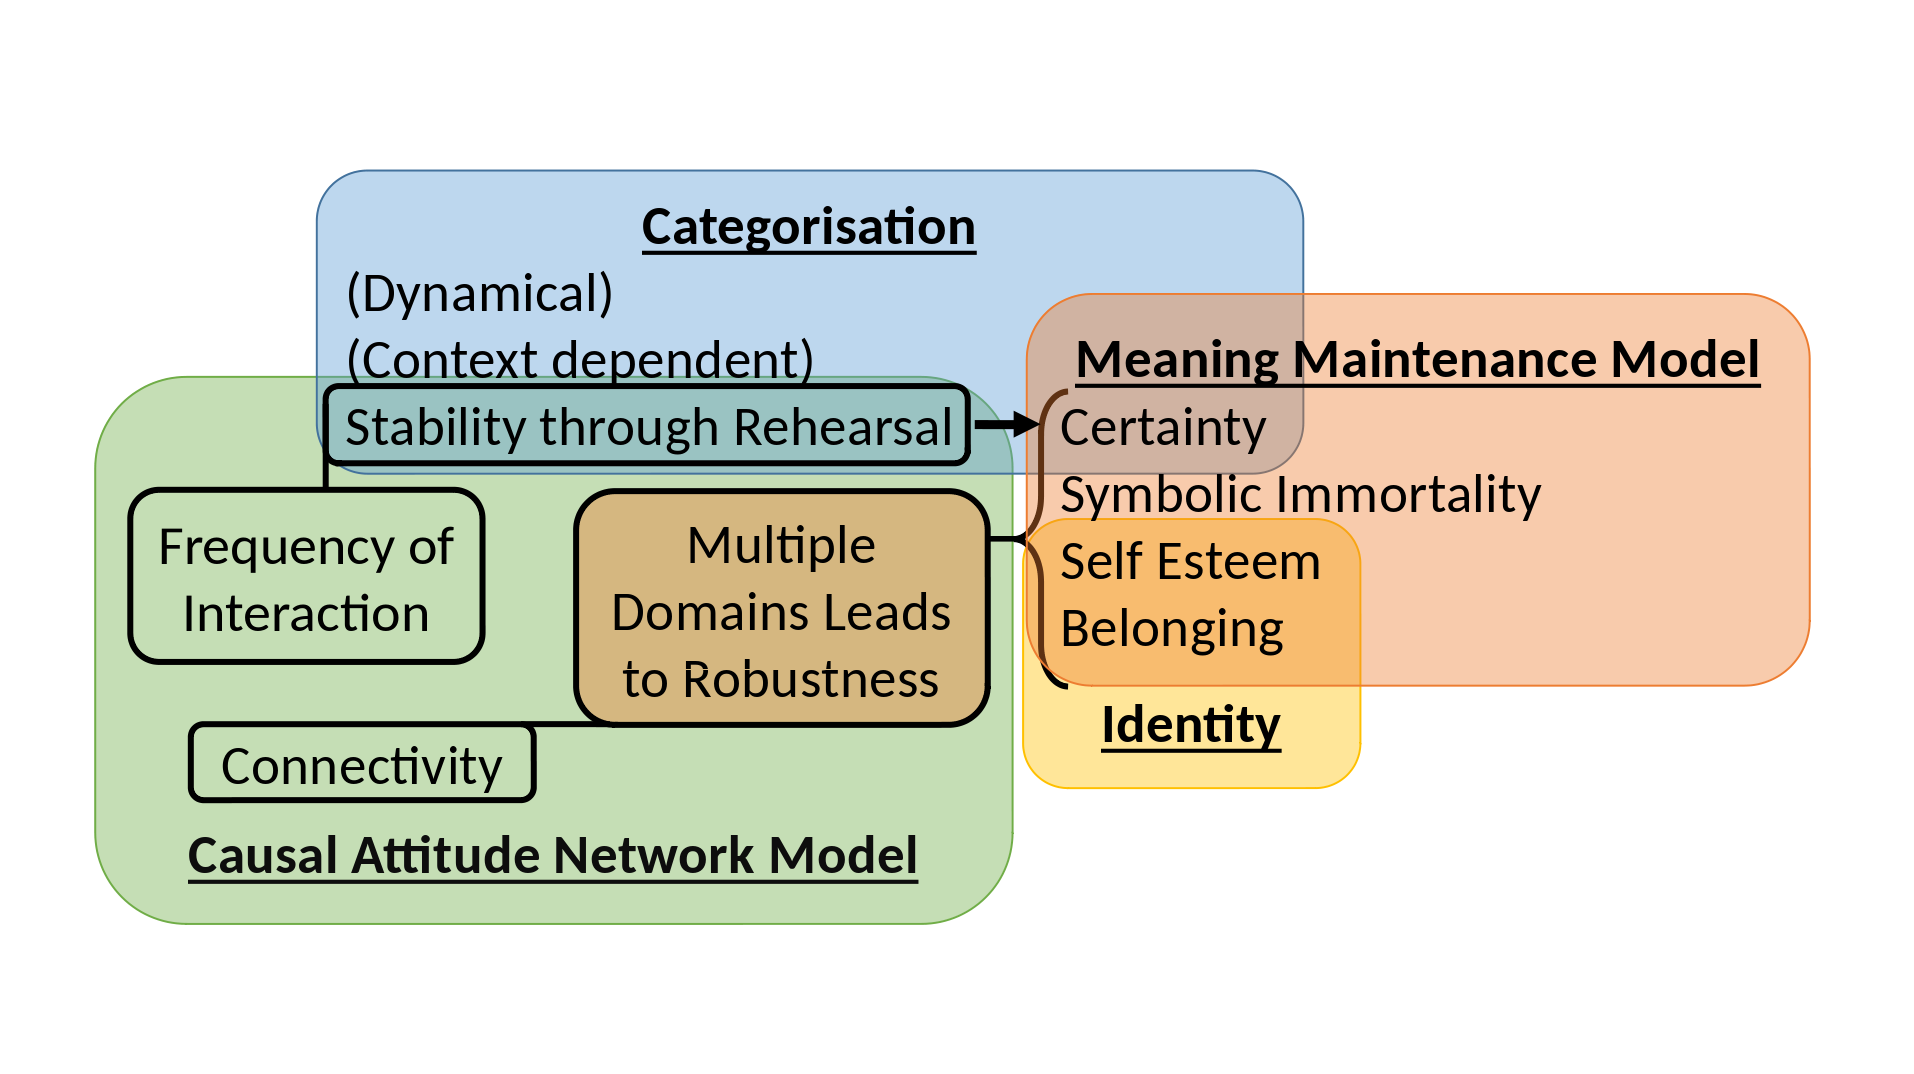 Categorisation
(Dynamical)
(Context dependent)
Stability through Rehearsal
Meaning Maintenance Model
Certainty
Symbolic Immortality
Self Esteem
Belonging
Identity
Frequency of
Interaction
Multiple
Domains Leads
to Robustness
Connectivity
Causal Attitude Network Model